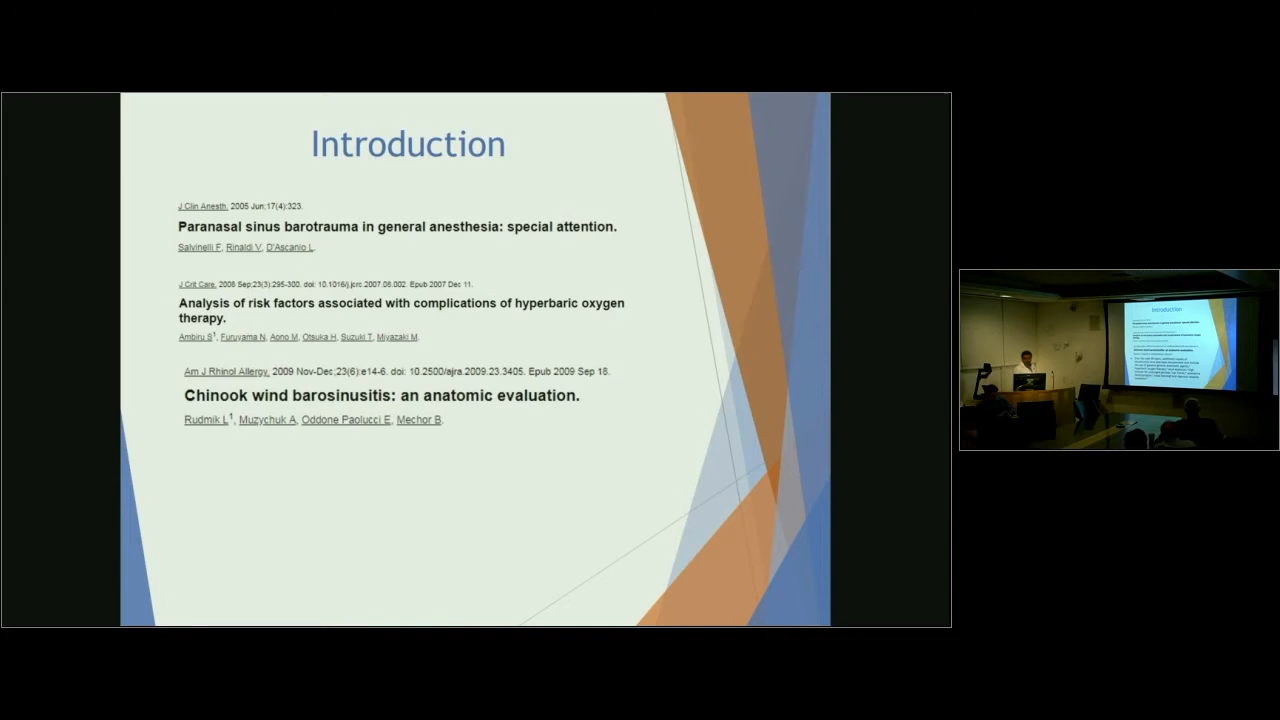 Introduction
J Clin Anesth. 2005 Jun;17(4):323.
Paranasal sinus barotrauma in general anesthesia: special attention.
Salvinelli F, Rinaldi V, D'Ascanio L.
J Crit Care. 2008 Sep;23(3):295-300. doi: 10.1016/j.jcrc.2007.08.002. Epub 2007 Dec 11.
Analysis of risk factors associated with complications of hyperbaric oxygen
therapy.
Ambiru S1, Furuyama N, Aono M, Otsuka H, Suzuki T, Miyazaki M.
Am J Rhinol Allergy. 2009 Nov-Dec;23(6):e14-6. doi: 10.2500/ajra.2009.23.3405. Epub 2009 Sep 18.
Chinook wind barosinusitis: an anatomic evaluation.
Rudmik L1, Muzychuk A, Oddone Paolucci E, Mechor B.
Introduction